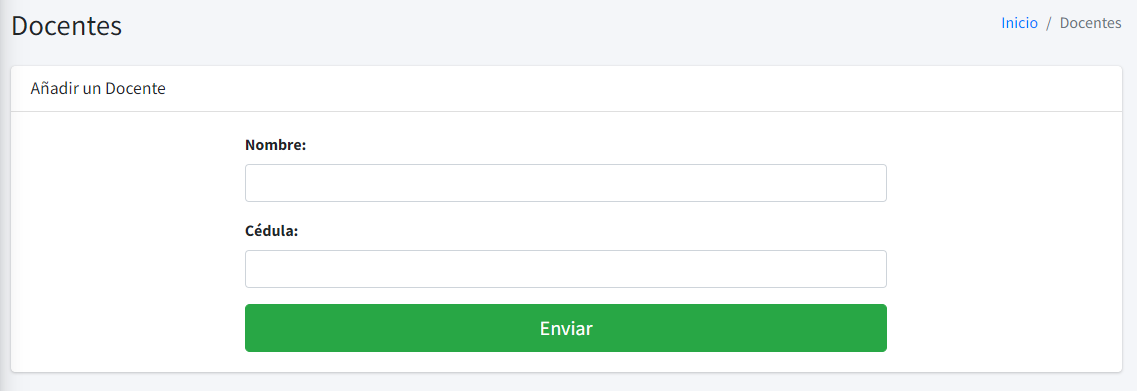 Docentes
Inicio / Docentes
Añadir un Docente
Nombre:
Cédula:
Enviar